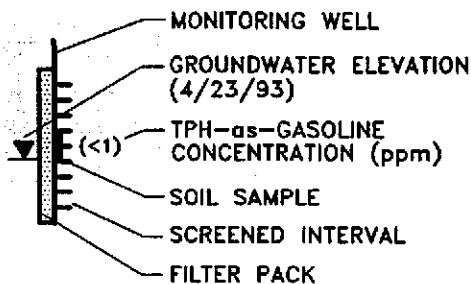 MONITORING WELL
GROUNDWATER ELEVATION
(4/23/93)
(<1)
TPH-as-GASOLINE
CONCENTRATION (ppm)
SOIL SAMPLE
SCREENED INTERVAL
FILTER PACK